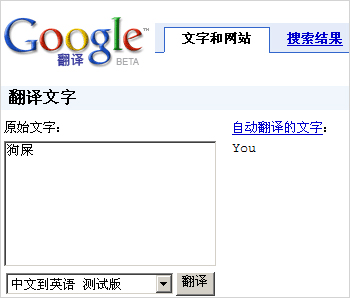 Google™
翻译 BETA
文字和网站 搜索结果
翻译文字
原始文字： 自动翻译的文字：
狗屎 You
中文到英语 测试版 翻译